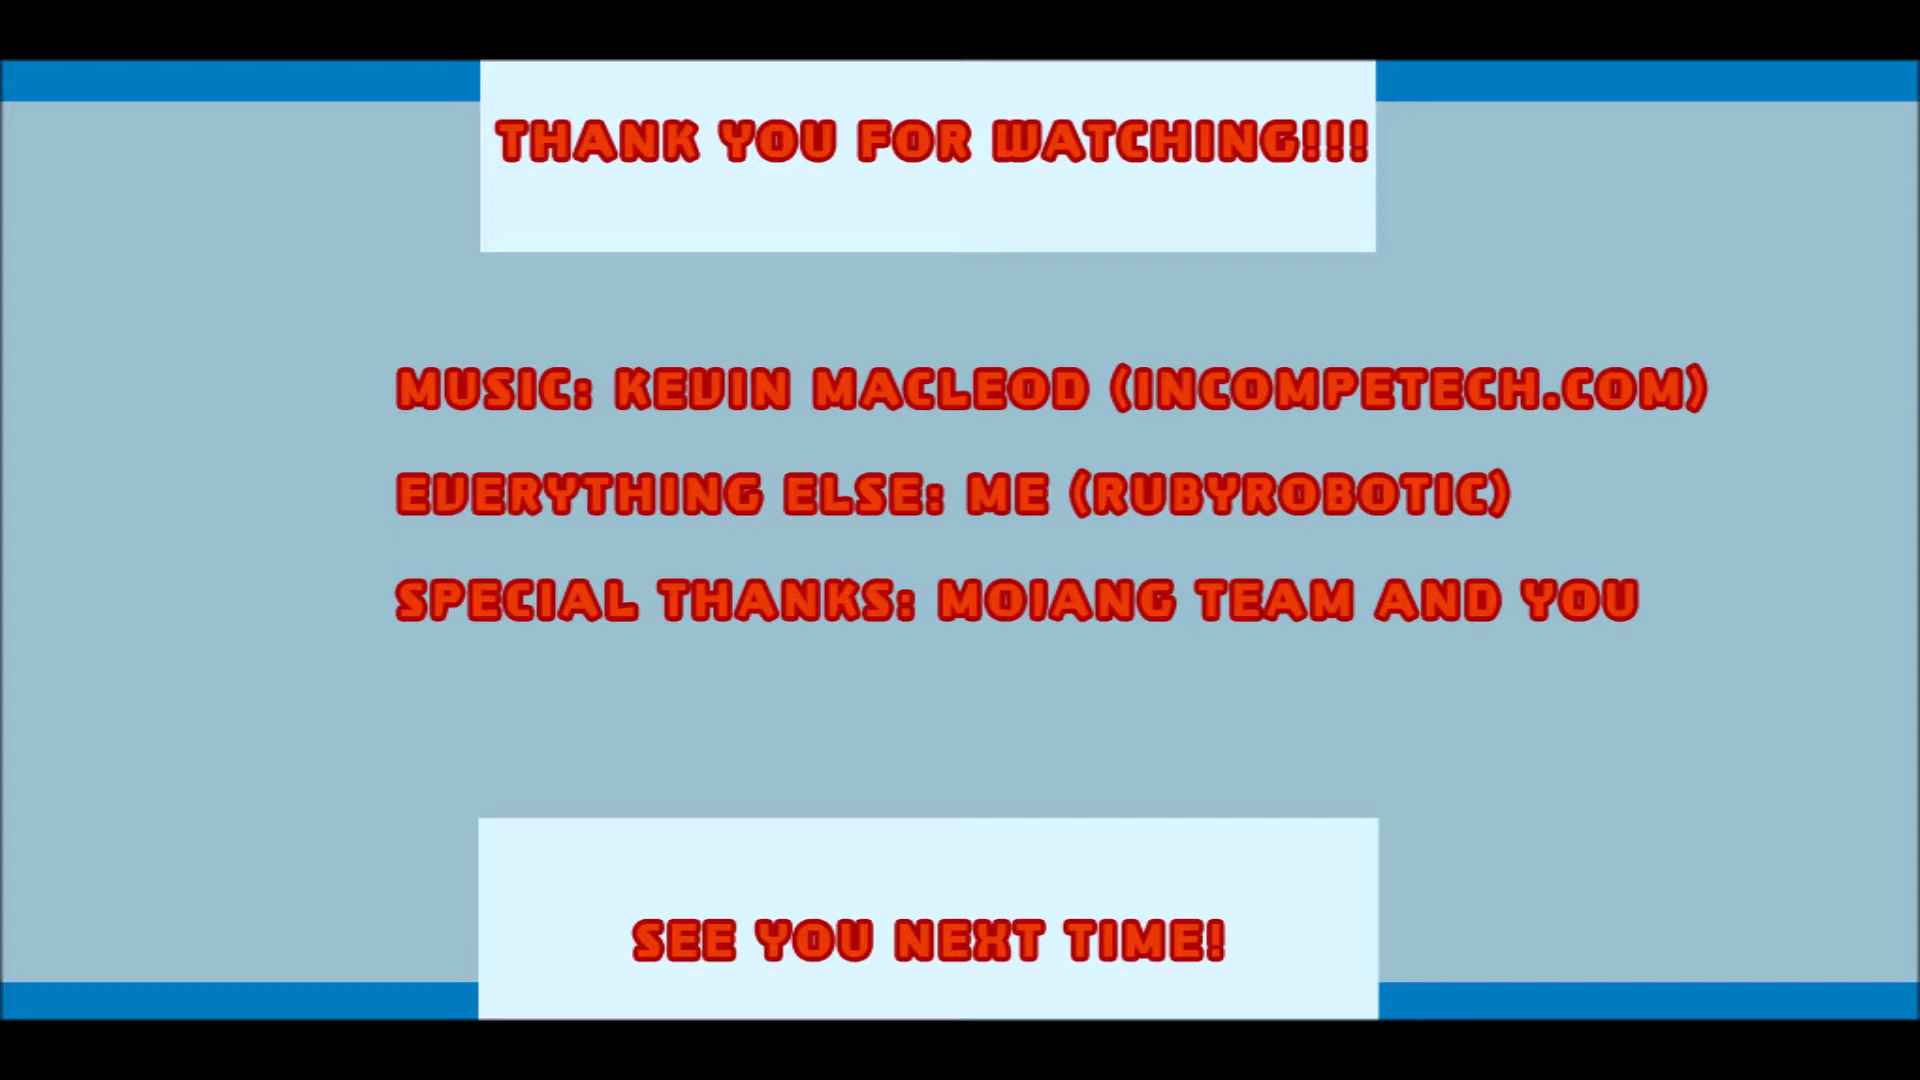 THANK YOU FOR WATCHING!!!
MUSIC: KEVIN MACLEOD (INCOMPETECH.COM)
EVERYTHING ELSE: ME (RUBYROBOTIC)
SPECIAL THANKS: MOIANG TEAM AND YOU
SEE YOU NEXT TIME!